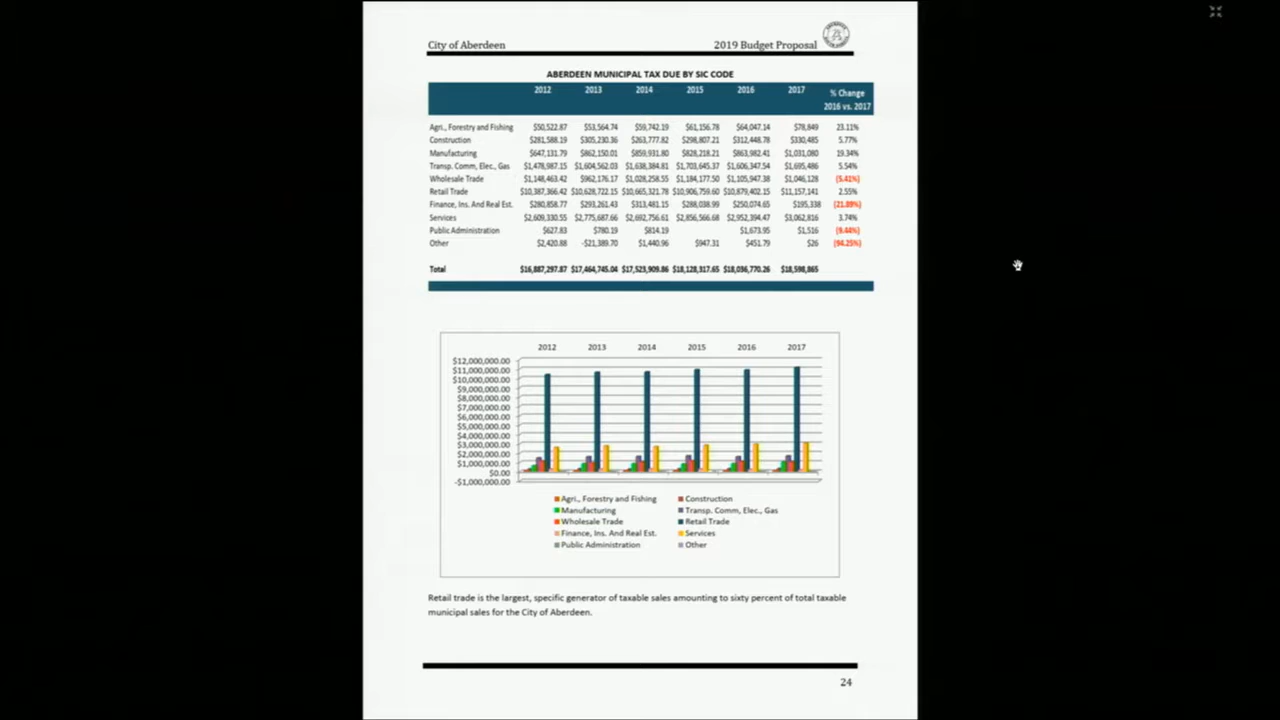 City of Aberdeen 2019 Budget Proposal
ABERDEEN MUNICIPAL TAX DUE BY SIC CODE
2012 2013 2014 2015 2016 2017 % Change
2016 vs. 2017
Agri., Forestry and Fishing $50,522.87 $53,564.74 $59,742.19 $61,156.78 $64,047.14 $78,849 23.11%
Construction $281,588.19 $305,230.36 $263,777.82 $298,807.21 $312,448.78 $330,485 5.77%
Manufacturing $647,131.79 $862,150.01 $859,931.80 $828,218.21 $863,982.41 $1,031,080 19.34%
Transp. Comm, Elec., Gas $1,478,987.15 $1,604,562.03 $1,638,384.81 $1,703,645.37 $1,606,347.54 $1,695,486 5.54%
Wholesale Trade $1,148,463.42 $962,176.17 $1,028,258.55 $1,184,177.50 $1,105,947.38 $1,046,128 (5.41%)
Retail Trade $10,387,366.42 $10,628,722.15 $10,665,321.78 $10,906,759.60 $10,879,402.15 $11,157,141 2.55%
Finance, Ins. And Real Est. $280,858.77 $293,261.43 $313,481.15 $288,038.99 $250,074.65 $195,338 (21.89%)
Services $2,609,330.55 $2,775,687.66 $2,692,756.61 $2,856,566.68 $2,952,394.47 $3,062,816 3.74%
Public Administration $627.83 $780.19 $814.19 $1,673.95 $1,516 (9.44%)
Other $2,420.88 -$21,389.70 $1,440.96 $947.31 $451.79 $26 (94.25%)
Total $16,887,297.87 $17,464,745.04 $17,523,909.86 $18,128,317.65 $18,036,770.26 $18,598,865
2012 2013 2014 2015 2016 2017
$12,000,000.00
$11,000,000.00
$10,000,000.00
$9,000,000.00
$8,000,000.00
$7,000,000.00
$6,000,000.00
$5,000,000.00
$4,000,000.00
$3,000,000.00
$2,000,000.00
$1,000,000.00
$0.00
-$1,000,000.00
Agri., Forestry and Fishing Construction
Manufacturing Transp. Comm, Elec., Gas
Wholesale Trade Retail Trade
Finance, Ins. And Real Est. Services
Public Administration Other
Retail trade is the largest, specific generator of taxable sales amounting to sixty percent of total taxable
municipal sales for the City of Aberdeen.
24